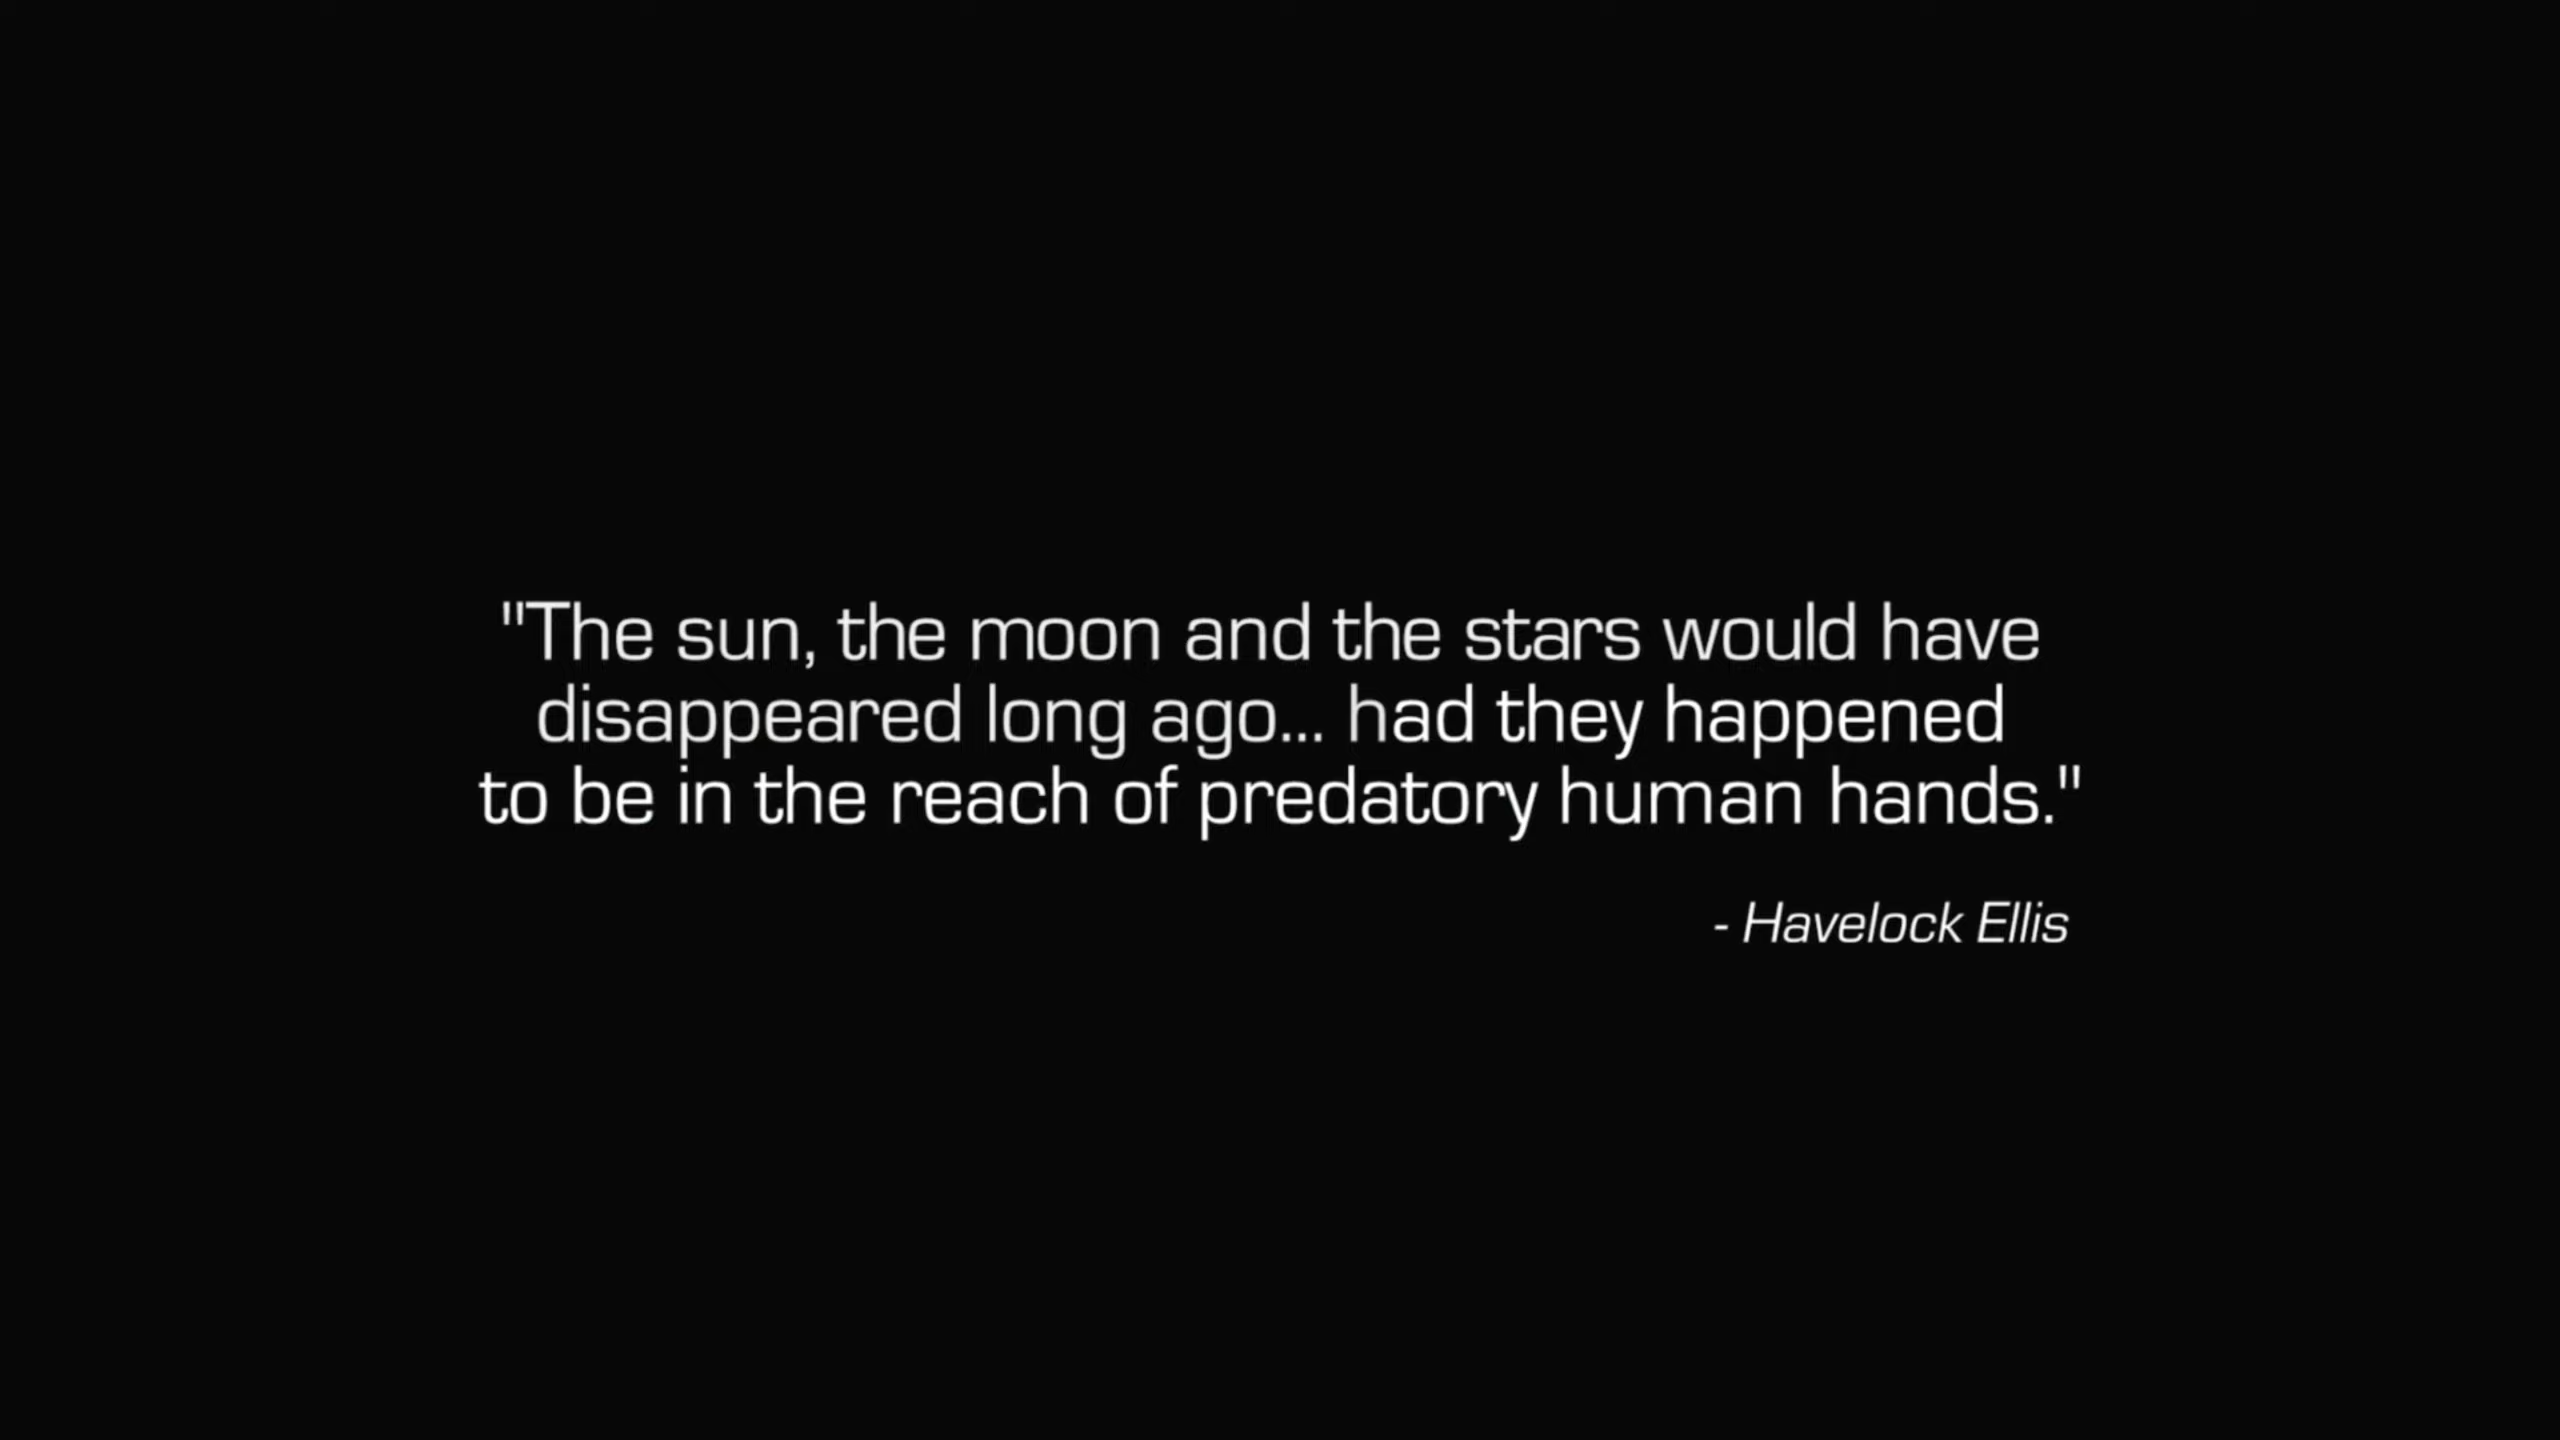 "The sun, the moon and the stars would have
disappeared long ago... had they happened
to be in the reach of predatory human hands."
- Havelock Ellis